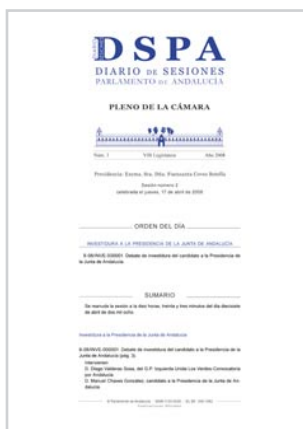 DIARIO
DSPA
DIARIO DE SESIONES
PARLAMENTO DE ANDALUCÍA
PLENO DE LA CÁMARA
Núm. 1 VIII Legislatura Año 2008
Presidencia: Excma. Sra. Dña. Fuensanta Coves Botella
Sesión número 2
celebrada el jueves, 17 de abril de 2008
ORDEN DEL DÍA
INVESTIDURA A LA PRESIDENCIA DE LA JUNTA DE ANDALUCÍA
8-08/INVE-000001. Debate de investidura del candidato a la Presidencia de
la Junta de Andalucía.
SUMARIO
Se reanuda la sesión a las diez horas, treinta y tres minutos del día diecisiete
de abril de dos mil ocho.
Investidura a la Presidencia de la Junta de Andalucía
8-08/INVE-000001. Debate de investidura del candidato a la Presidencia de la
Junta de Andalucía (pág. 3).
Intervienen:
D. Diego Valderas Sosa, del G.P. Izquierda Unida Los Verdes-Convocatoria
por Andalucía
D. Manuel Chaves González, candidato a la Presidencia de la Junta de An-
dalucía.